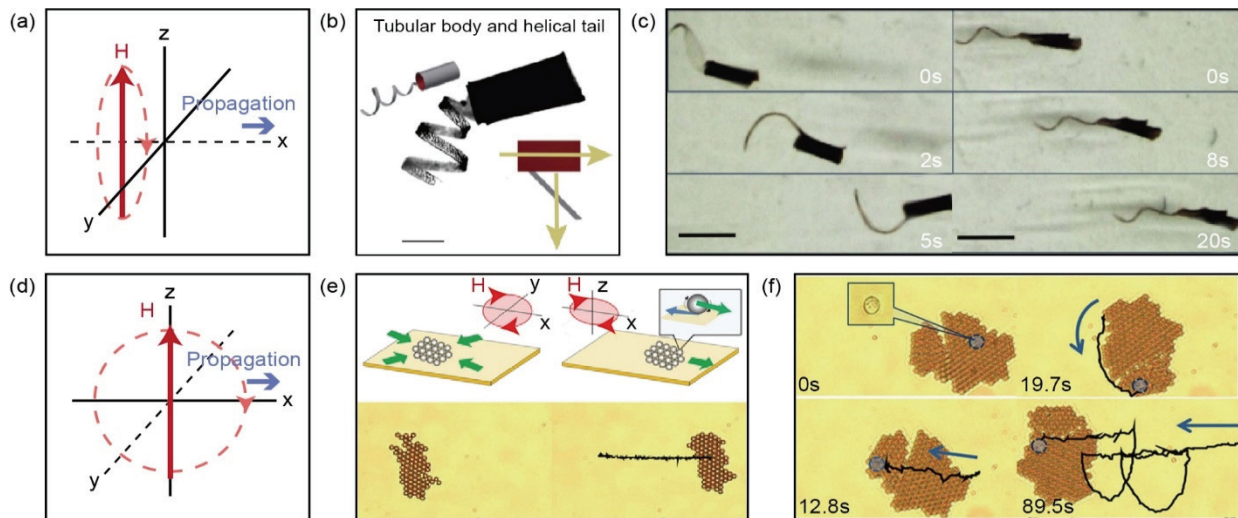 (a)
z
H
Propagation
x
y
(b)
Tubular body and helical tail
(c)
0s
0s
2s
8s
5s
20s
(d)
z
H
Propagation
x
y
(e)
H
y
x
H
z
x
(f)
0s
19.7s
12.8s
89.5s